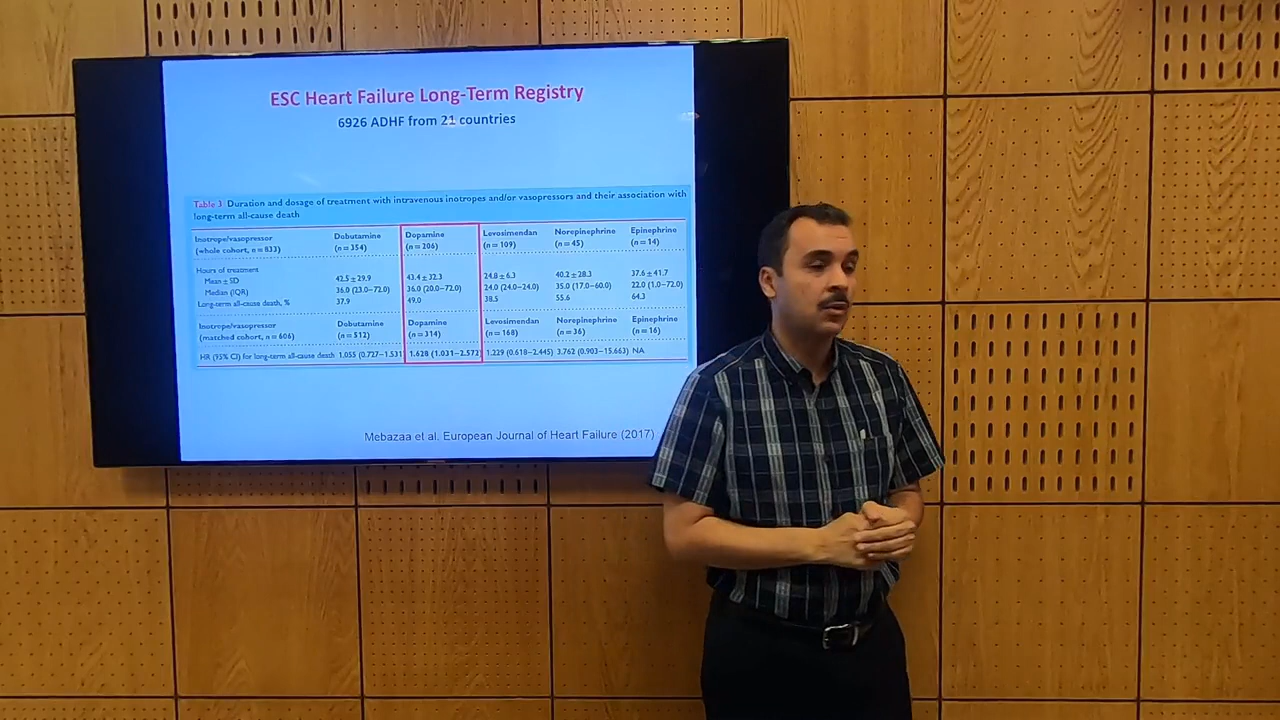 ESC Heart Failure Long-Term Registry
6926 ADHF from 21 countries
Table 3 Duration and dosage of treatment with intravenous inotropes and/or vasopressors and their association with
long-term all-cause death
Inotrope/vasopressor Dobutamine Dopamine Levosimendan Norepinephrine Epinephrine
(whole cohort, n=833) (n=354) (n=206) (n=109) (n=45) (n=14)
Hours of treatment
Mean±SD 42.5±29.9 43.4±32.3 24.8±6.3 40.2±28.3 37.6±41.7
Median (IQR) 36.0 (23.0–72.0) 36.0 (20.0–72.0) 24.0 (24.0–24.0) 35.0 (17.0–60.0) 22.0 (1.0–72.0)
Long-term all-cause death, % 37.9 49.0 38.5 55.6 64.3
Inotrope/vasopressor Dobutamine Dopamine Levosimendan Norepinephrine Epinephrine
(matched cohort, n=606) (n=512) (n=314) (n=168) (n=36) (n=16)
HR (95% CI) for long-term all-cause death 1.055 (0.727–1.531 1.628 (1.031–2.572) 1.229 (0.618–2.445) 3.762 (0.903–15.663) NA
Mebazaa et al. European Journal of Heart Failure (2017)